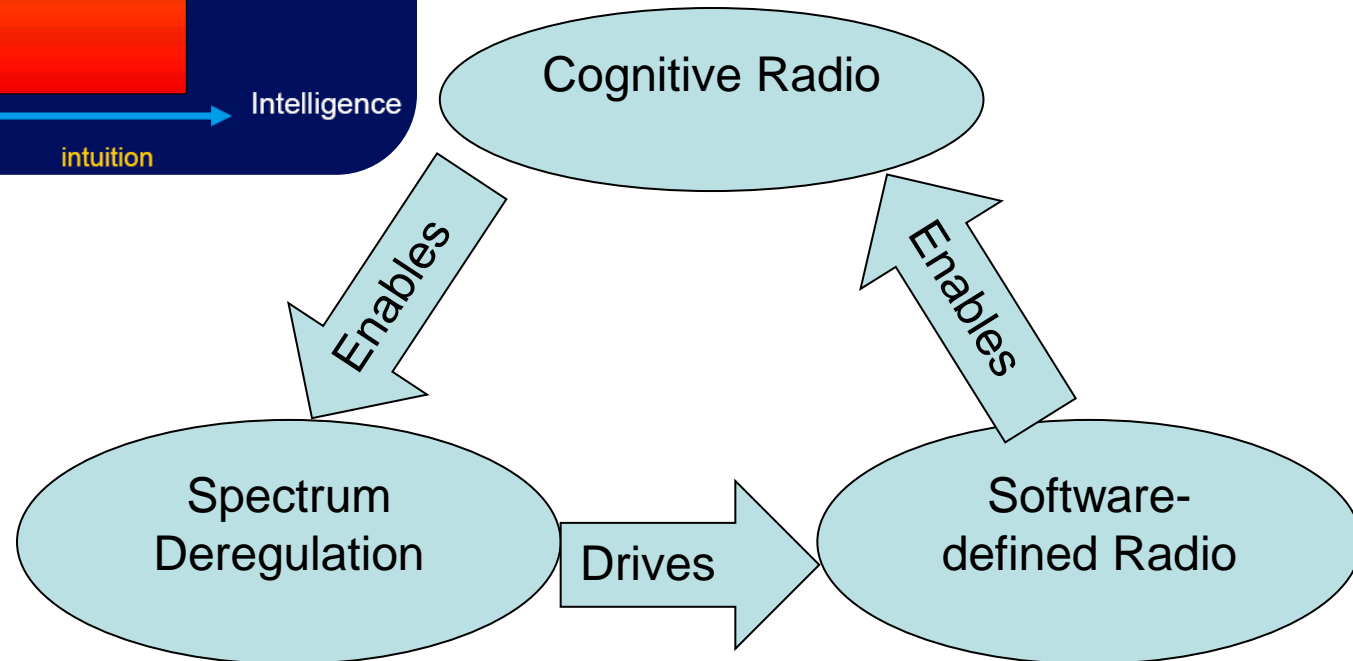 Intelligence
intuition
Cognitive Radio
Enables
Enables
Spectrum
Deregulation
Drives
Software-
defined Radio